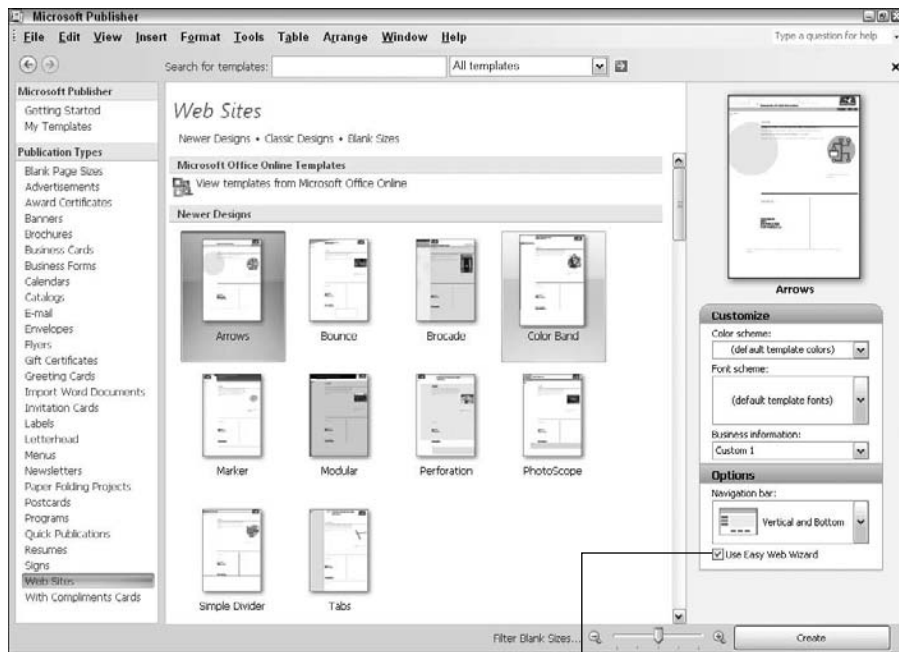 Microsoft Publisher
File Edit View Insert Format Tools Table Arrange Window Help
Type a question for help
Search for templates:
All templates
Microsoft Publisher
Getting Started
My Templates
Publication Types
Blank Page Sizes
Advertisements
Award Certificates
Banners
Brochures
Business Cards
Business Forms
Calendars
Catalogs
E-mail
Envelopes
Flyers
Gift Certificates
Greeting Cards
Import Word Documents
Invitation Cards
Labels
Letterhead
Menus
Newsletters
Paper Folding Projects
Postcards
Programs
Quick Publications
Resumes
Signs
Web Sites
With Compliments Cards
Web Sites
Newer Designs • Classic Designs • Blank Sizes
Microsoft Office Online Templates
View templates from Microsoft Office Online
Newer Designs
Arrows
Bounce
Brocade
Color Band
Marker
Modular
Perforation
PhotoScope
Simple Divider
Tabs
Arrows
Customize
Color scheme:
(default template colors)
Font scheme:
(default template fonts)
Business information:
Custom 1
Options
Navigation bar:
Vertical and Bottom
Use Easy Web Wizard
Filter Blank Sizes...
Create